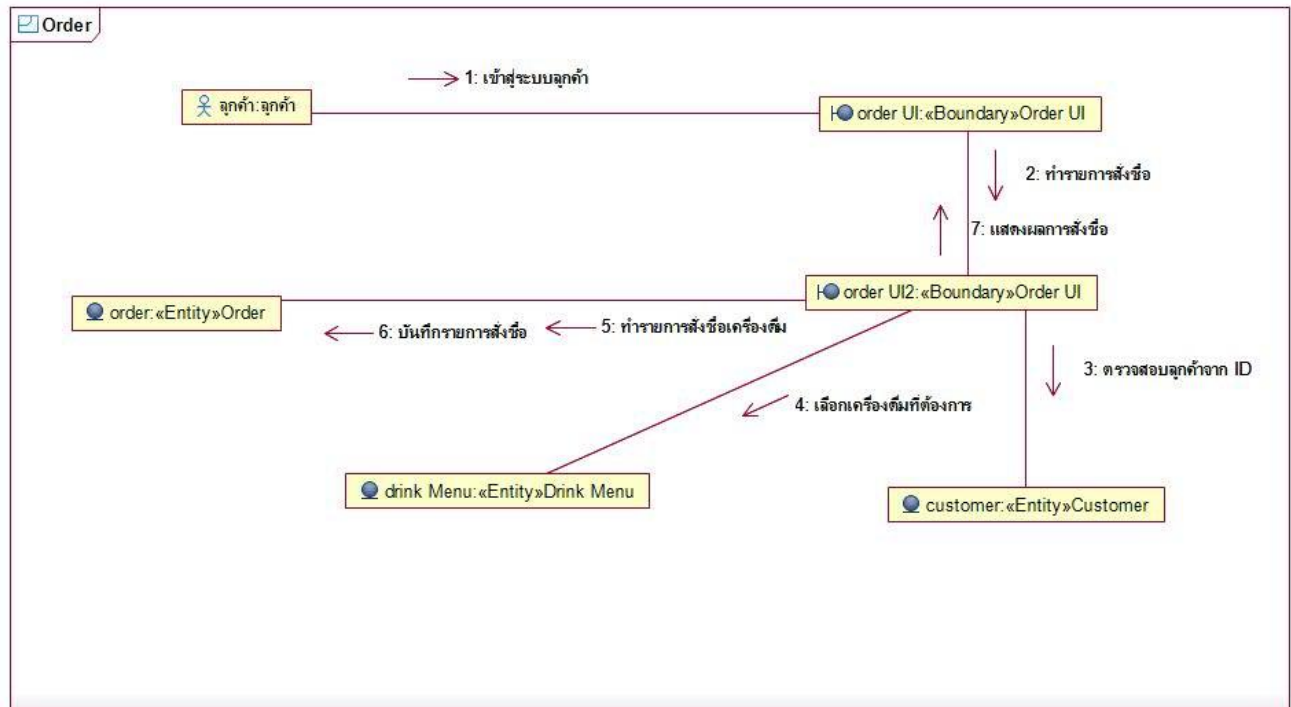 Order
1: เข้าสู่ระบบลูกค้า
ลูกค้า:ลูกค้า
order UI:«Boundary»Order UI
2: ทำรายการสั่งซื้อ
7: แสดงผลการสั่งซื้อ
order UI2:«Boundary»Order UI
order:«Entity»Order
6: บันทึกรายการสั่งซื้อ
5: ทำรายการสั่งซื้อเครื่องดื่ม
3: ตรวจสอบลูกค้าจาก ID
4: เลือกเครื่องดื่มที่ต้องการ
drink Menu:«Entity»Drink Menu
customer:«Entity»Customer